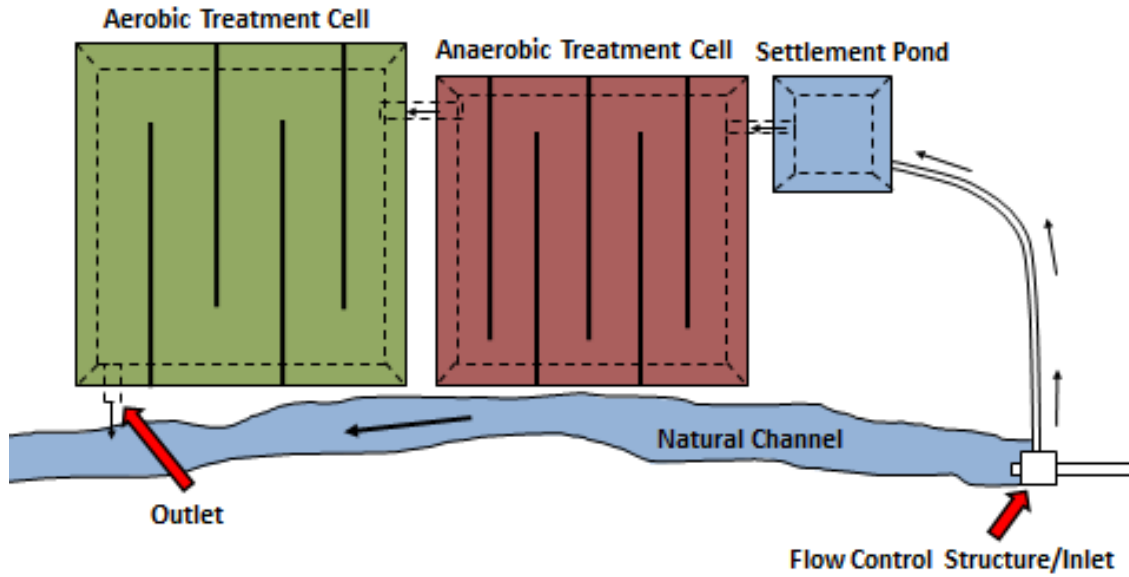 Aerobic Treatment Cell
Anaerobic Treatment Cell
Settlement Pond
Natural Channel
Outlet
Flow Control Structure/Inlet